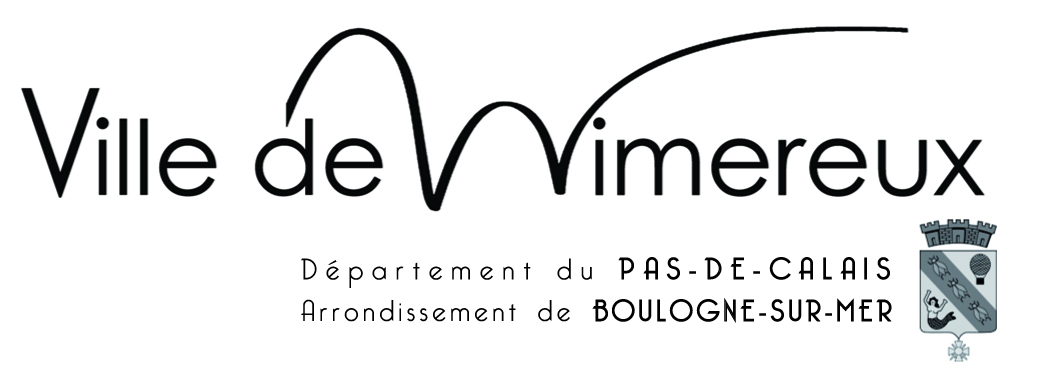 Ville de Wimereux
Département du PAS-DE-CALAIS
Arrondissement de BOULOGNE-SUR-MER